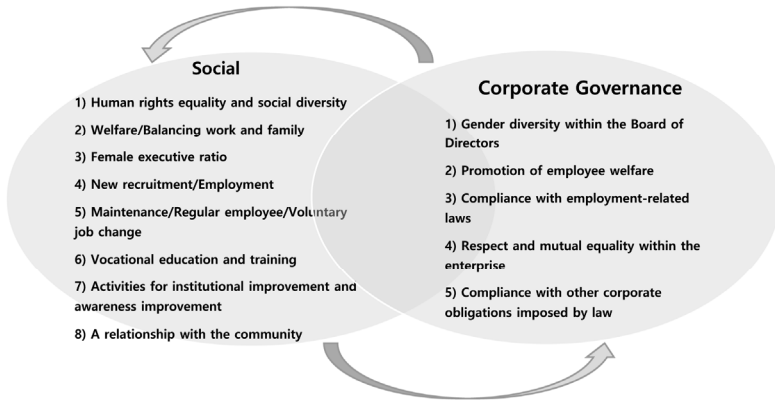 Social
1) Human rights equality and social diversity
2) Welfare/Balancing work and family
3) Female executive ratio
4) New recruitment/Employment
5) Maintenance/Regular employee/Voluntary
job change
6) Vocational education and training
7) Activities for institutional improvement and
awareness improvement
8) A relationship with the community
Corporate Governance
1) Gender diversity within the Board of
Directors
2) Promotion of employee welfare
3) Compliance with employment-related
laws
4) Respect and mutual equality within the
enterprise
5) Compliance with other corporate
obligations imposed by law